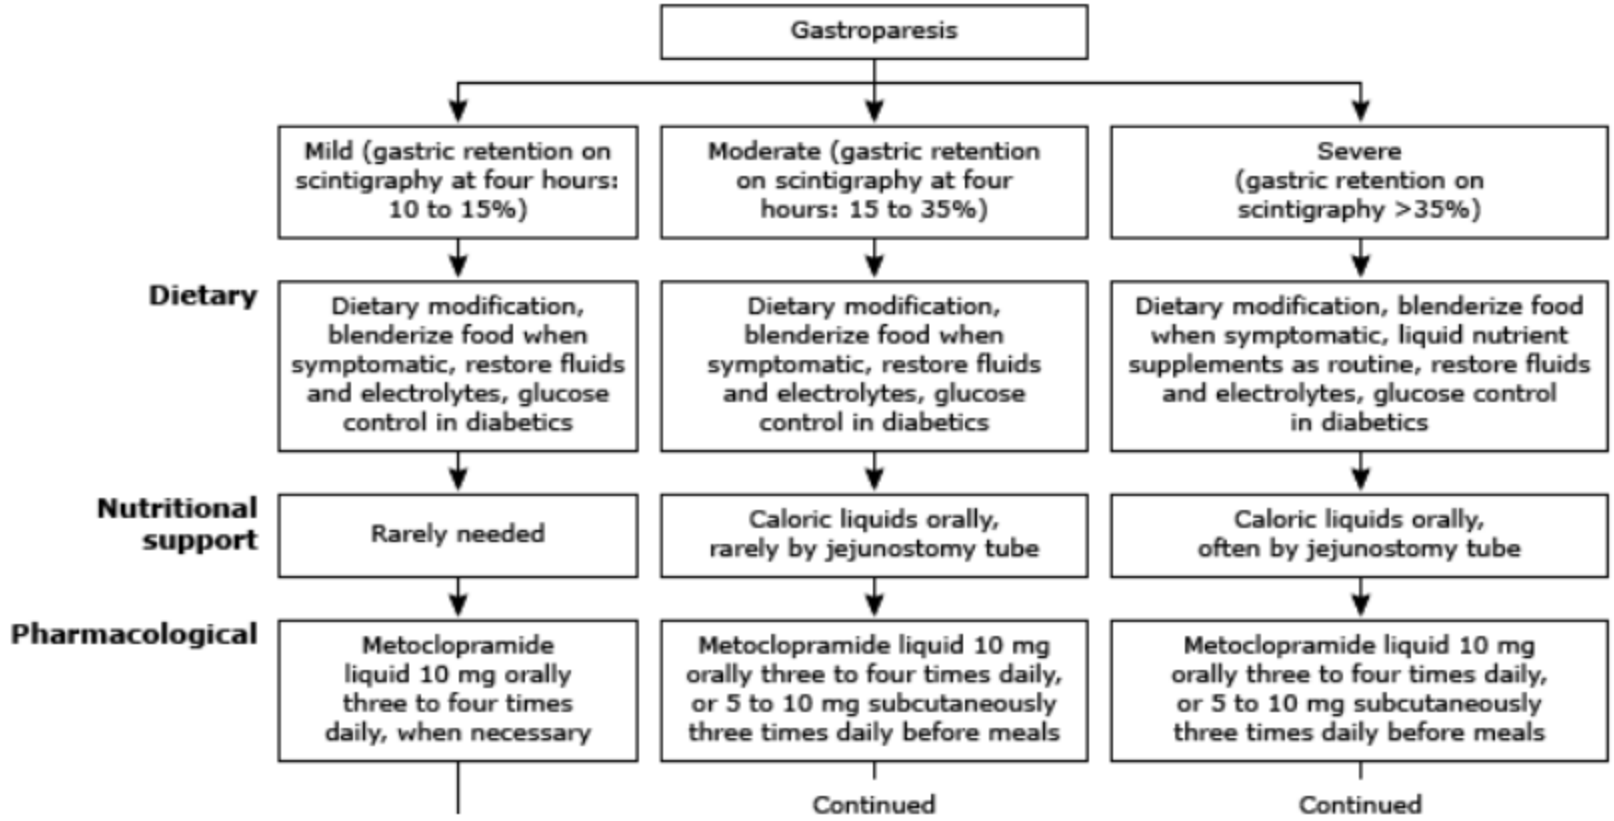 Gastroparesis
Mild (gastric retention on
scintigraphy at four hours:
10 to 15%)
Moderate (gastric retention
on scintigraphy at four
hours: 15 to 35%)
Severe
(gastric retention on
scintigraphy >35%)
Dietary
Dietary modification,
blenderize food when
symptomatic, restore fluids
and electrolytes, glucose
control in diabetics
Dietary modification,
blenderize food when
symptomatic, restore fluids
and electrolytes, glucose
control in diabetics
Dietary modification, blenderize food
when symptomatic, liquid nutrient
supplements as routine, restore fluids
and electrolytes, glucose control
in diabetics
Nutritional
support
Rarely needed
Caloric liquids orally,
rarely by jejunostomy tube
Caloric liquids orally,
often by jejunostomy tube
Pharmacological
Metoclopramide
liquid 10 mg orally
three to four times
daily, when necessary
Metoclopramide liquid 10 mg
orally three to four times daily,
or 5 to 10 mg subcutaneously
three times daily before meals
Metoclopramide liquid 10 mg
orally three to four times daily,
or 5 to 10 mg subcutaneously
three times daily before meals
Continued
Continued